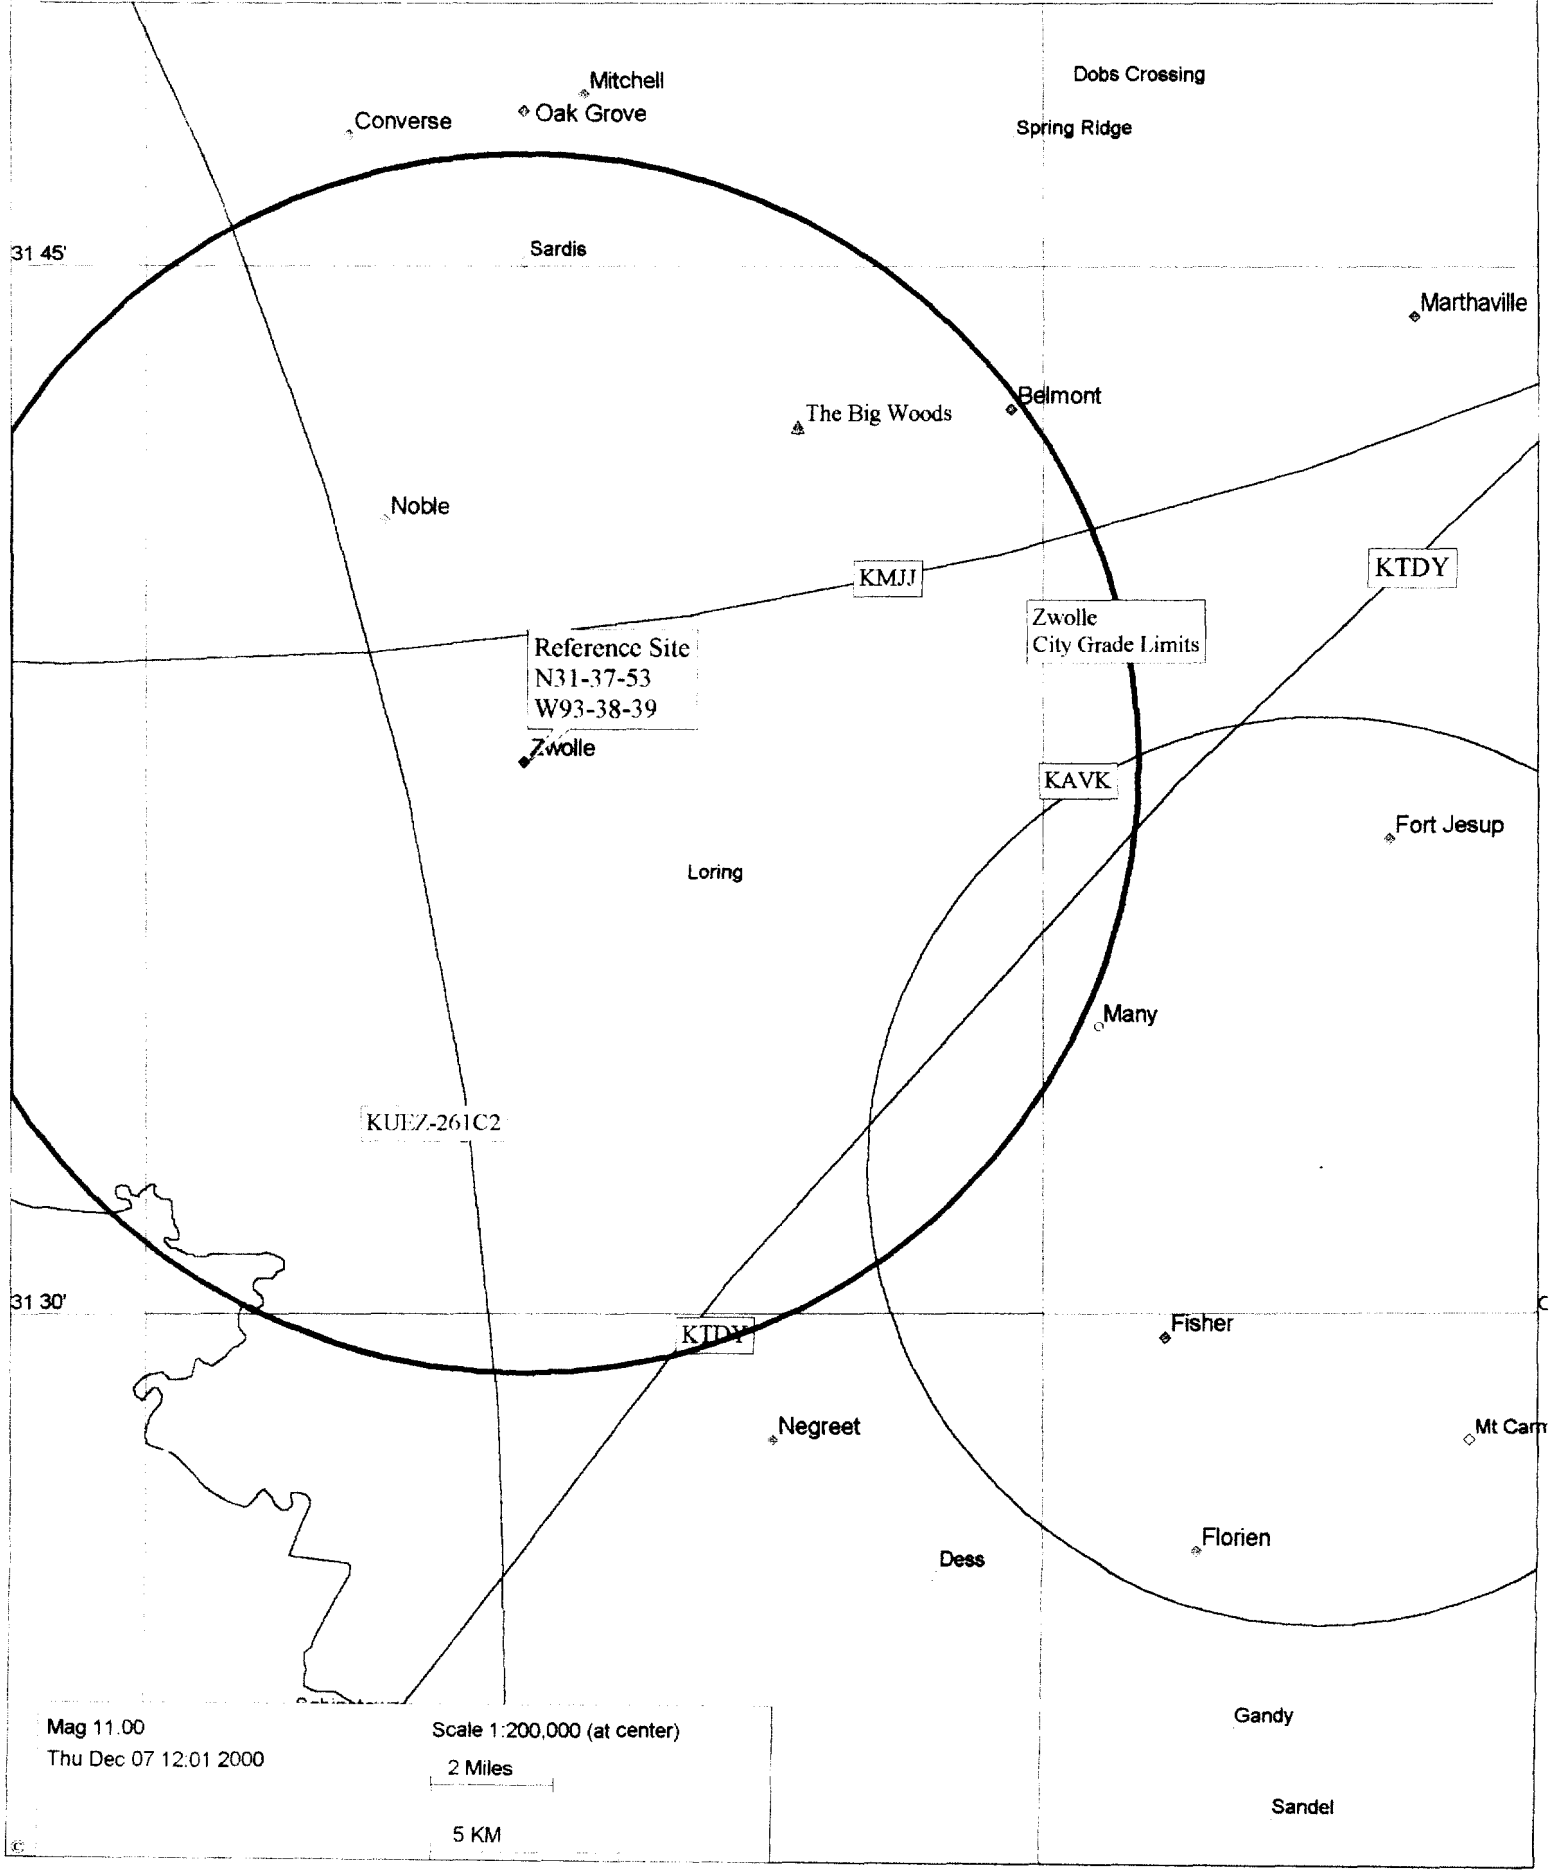 Dobs Crossing
Mitchell
Oak Grove
Converse
Spring Ridge
31 45'
Sardis
Marthaville
Belmont
The Big Woods
Noble
KMJJ
KTDY
Zwolle
City Grade Limits
Reference Site
N31-37-53
W93-38-39
Zwolle
KAVK
Fort Jesup
Loring
Many
KUEZ-261C2
31 30'
Fisher
KTDY
Negreet
Mt Carm
Florien
Dess
Gandy
Mag 11.00
Scale 1:200,000 (at center)
Thu Dec 07 12:01 2000
2 Miles
Sandel
5 KM
©